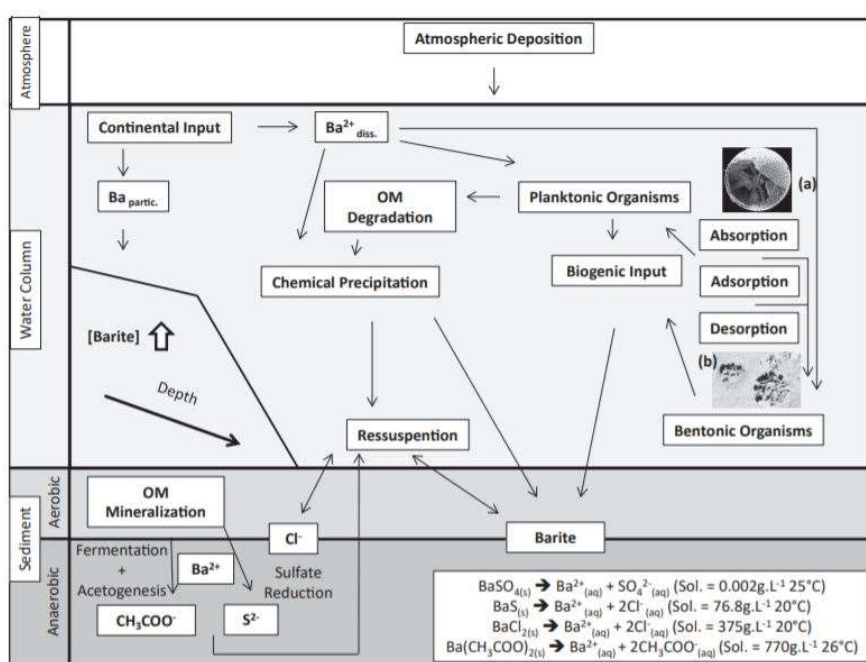 Atmosphere
Atmospheric Deposition
Water Column
Continental Input
Ba²⁺ diss.
Ba partic.
OM
Degradation
Planktonic Organisms
(a)
Absorption
Chemical Precipitation
Biogenic Input
Adsorption
Desorption
[Barite]
(b)
Depth
Ressuspention
Bentonic Organisms
Sediment
Aerobic
OM
Mineralization
Cl⁻
Barite
Anaerobic
Fermentation
+
Acetogenesis
Ba²⁺
Sulfate
Reduction
CH₃COO⁻
S²⁻
BaSO₄₍ₛ₎ ➔ Ba²⁺(aq) + SO₄²⁻(aq) (Sol. = 0.002g.L⁻¹ 25°C)
BaS₍ₛ₎ ➔ Ba²⁺(aq) + 2Cl⁻(aq) (Sol. = 76.8g.L⁻¹ 20°C)
BaCl₂₍ₛ₎ ➔ Ba²⁺(aq) + 2Cl⁻(aq) (Sol. = 375g.L⁻¹ 20°C)
Ba(CH₃COO)₂₍ₛ₎ ➔ Ba²⁺(aq) + 2CH₃COO⁻(aq) (Sol. = 770g.L⁻¹ 26°C)